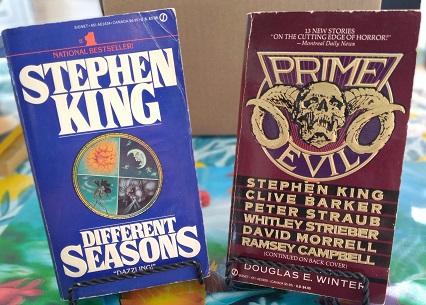 #1
NATIONAL BESTSELLER!
STEPHEN
KING
DIFFERENT
SEASONS
"DAZZLING!"
13 NEW STORIES
"ON THE CUTTING EDGE OF HORROR!"
—Montreal Daily News
PRIME
EVIL
STEPHEN KING
CLIVE BARKER
PETER STRAUB
WHITLEY STRIEBER
DAVID MORRELL
RAMSEY CAMPBELL
(CONTINUED ON BACK COVER)
DOUGLAS E. WINTER